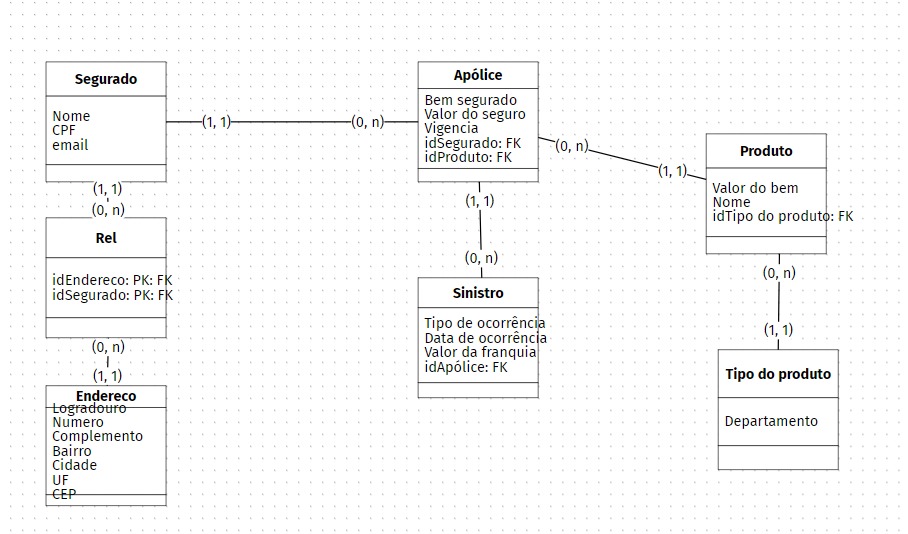 Segurado
Nome
CPF
email
(1, 1)
(0, n)
Apólice
Bem segurado
Valor do seguro
Vigencia
idSegurado: FK
idProduto: FK
(0, n)
(1, 1)
Produto
Valor do bem
Nome
idTipo do produto: FK
(1, 1)
(0, n)
Rel
idEndereco: PK: FK
idSegurado: PK: FK
(0, n)
(1, 1)
Endereco
Logradouro
Numero
Complemento
Bairro
Cidade
UF
CEP
(1, 1)
(0, n)
Sinistro
Tipo de ocorrência
Data de ocorrência
Valor da franquia
idApólice: FK
(0, n)
(1, 1)
Tipo do produto
Departamento